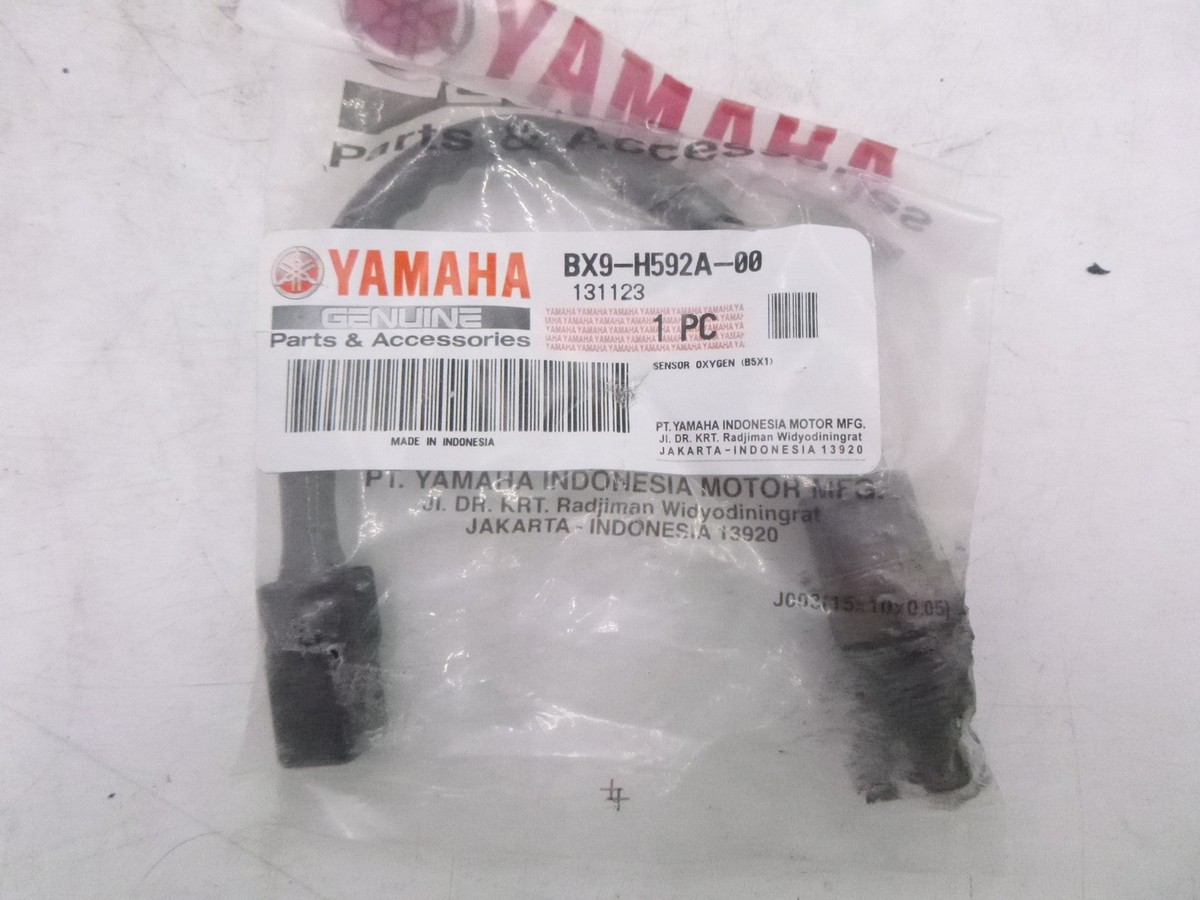 YAMAHA
Parts & Accessories
YAMAHA
GENUINE
Parts & Accessories
BX9-H592A-00
131123
1 PC
SENSOR OXYGEN (B5X1)
MADE IN INDONESIA
PT. YAMAHA INDONESIA MOTOR MFG.
Jl. DR. KRT. Radjiman Widyodiningrat
JAKARTA-INDONESIA 13920
PT. YAMAHA INDONESIA MOTOR MFG.
Jl. DR. KRT. Radjiman Widyodiningrat
JAKARTA - INDONESIA 13920